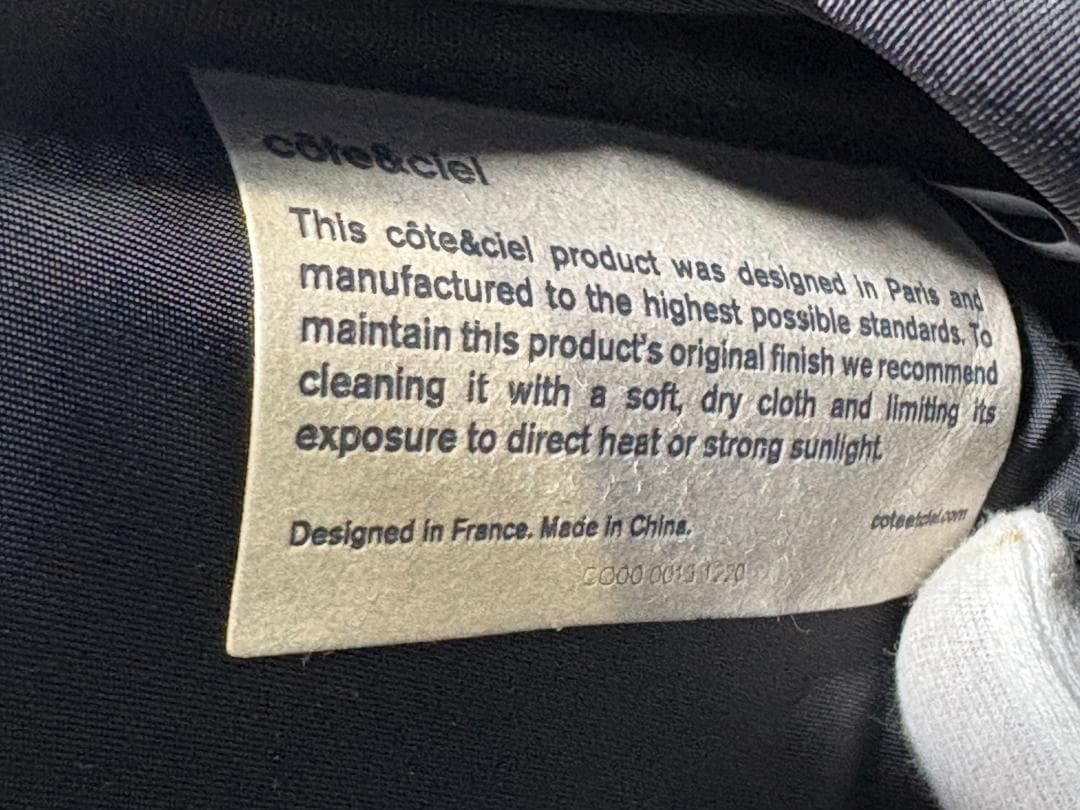 côte&ciel
This côte&ciel product was designed in Paris and
manufactured to the highest possible standards. To
maintain this product's original finish we recommend
cleaning it with a soft, dry cloth and limiting its
exposure to direct heat or strong sunlight.
Designed in France. Made in China.
coteetciel.com